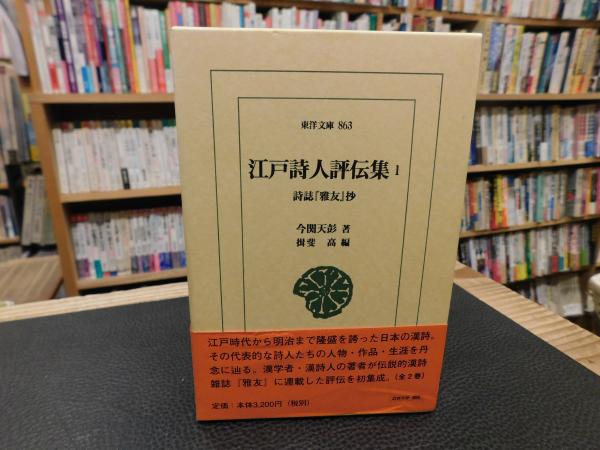 東洋文庫 863
江戸詩人評伝集 1
詩誌『雅友』抄
今関天彭 著
揖斐 高 編
江戸時代から明治まで隆盛を誇った日本の漢詩。
その代表的な詩人たちの人物・作品・生涯を丹
念に辿る。漢学者・漢詩人の著者が伝説的漢詩
雑誌『雅友』に連載した評伝を初集成。(全2巻)
定価:本体3,200円(税別)